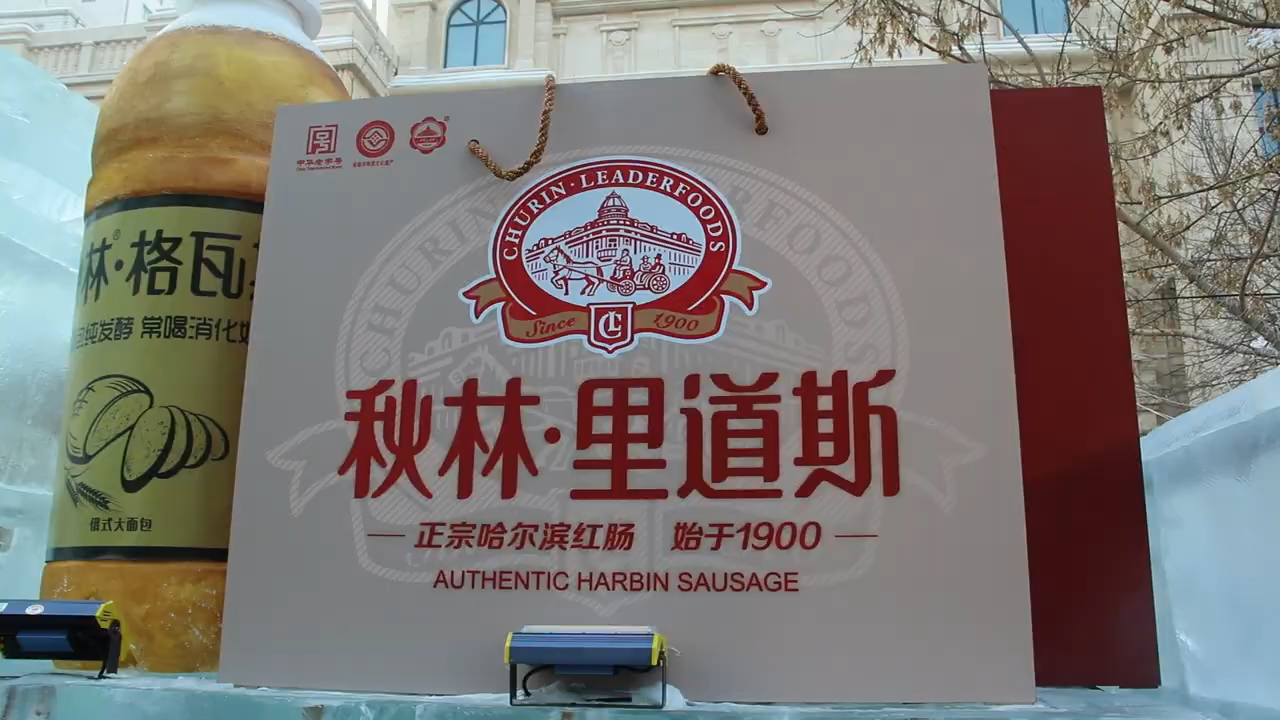 中华老字号
CHURIN·LEADERFOODS
Since 1900
秋林·里道斯
正宗哈尔滨红肠 始于1900
AUTHENTIC HARBIN SAUSAGE
林®·格瓦
纯发酵 常喝消化
俄式大面包